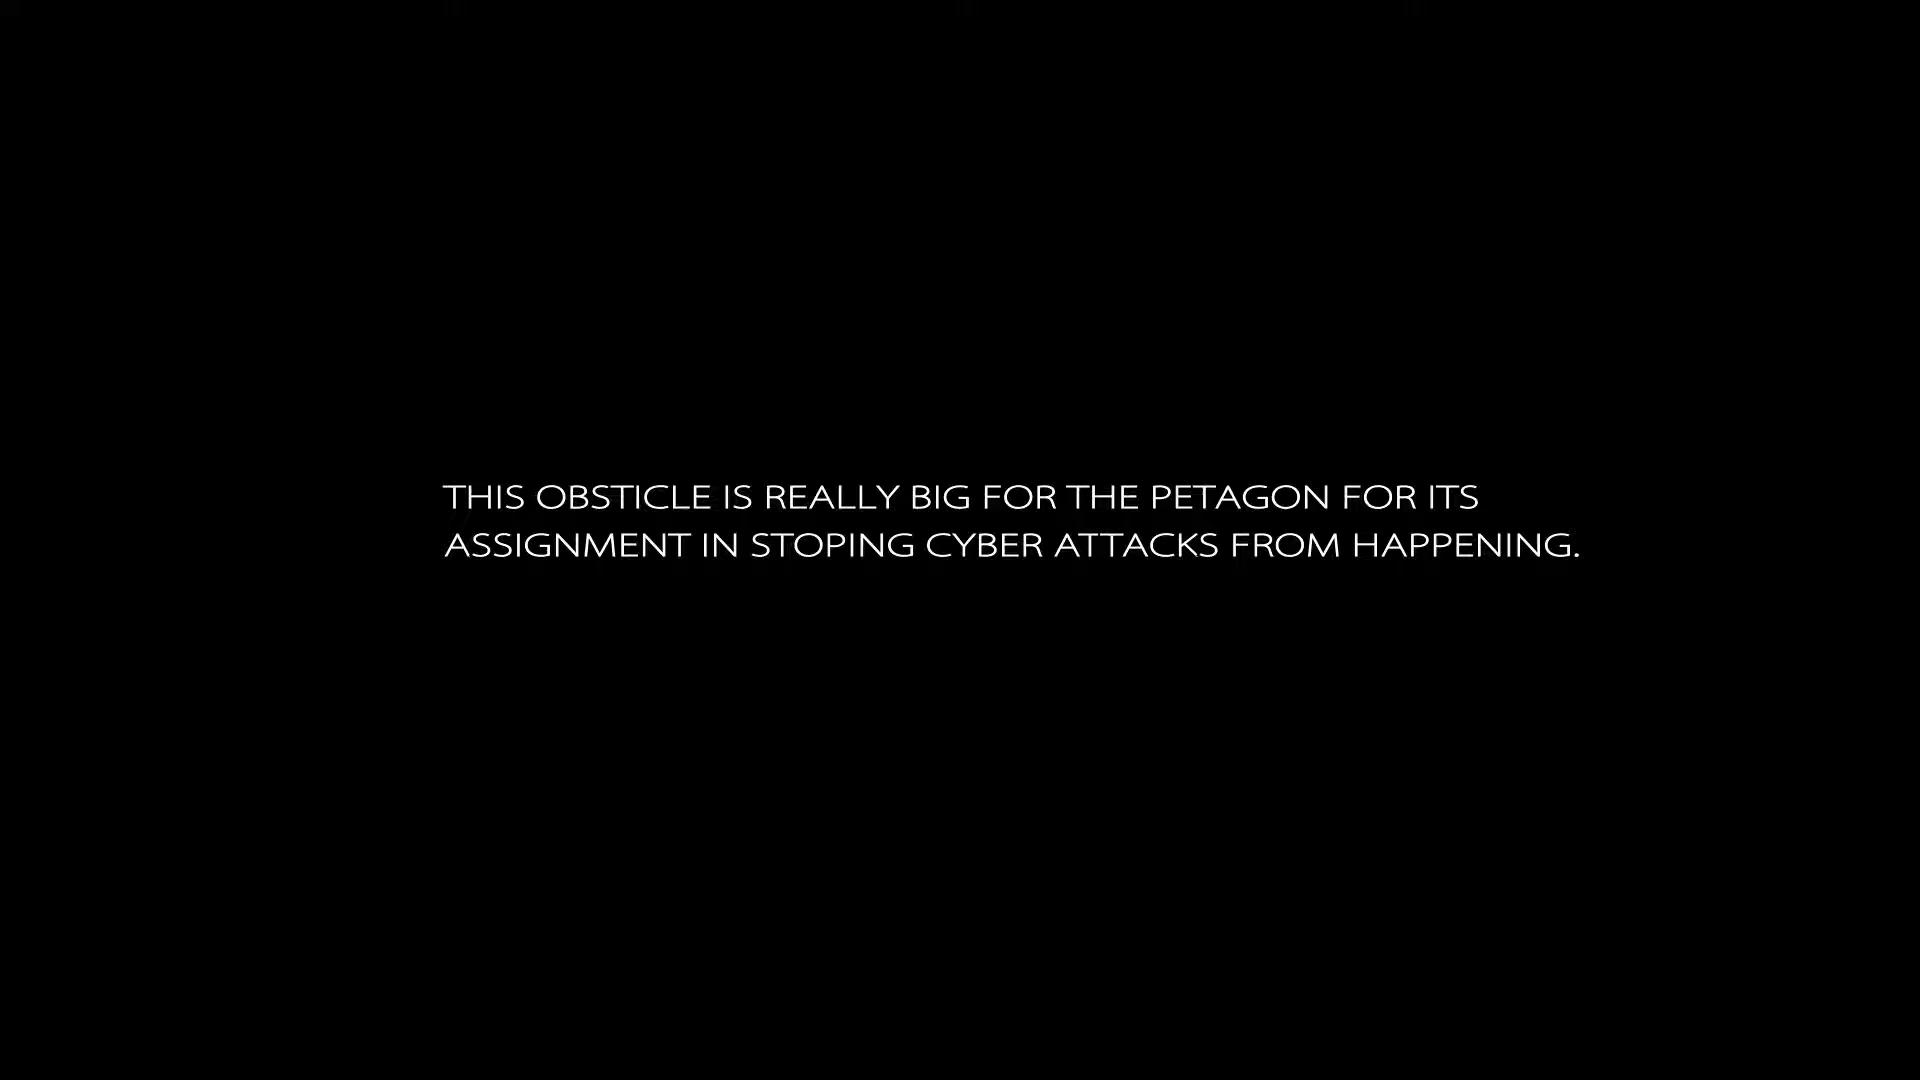 THIS OBSTICLE IS REALLY BIG FOR THE PETAGON FOR ITS
ASSIGNMENT IN STOPING CYBER ATTACKS FROM HAPPENING.